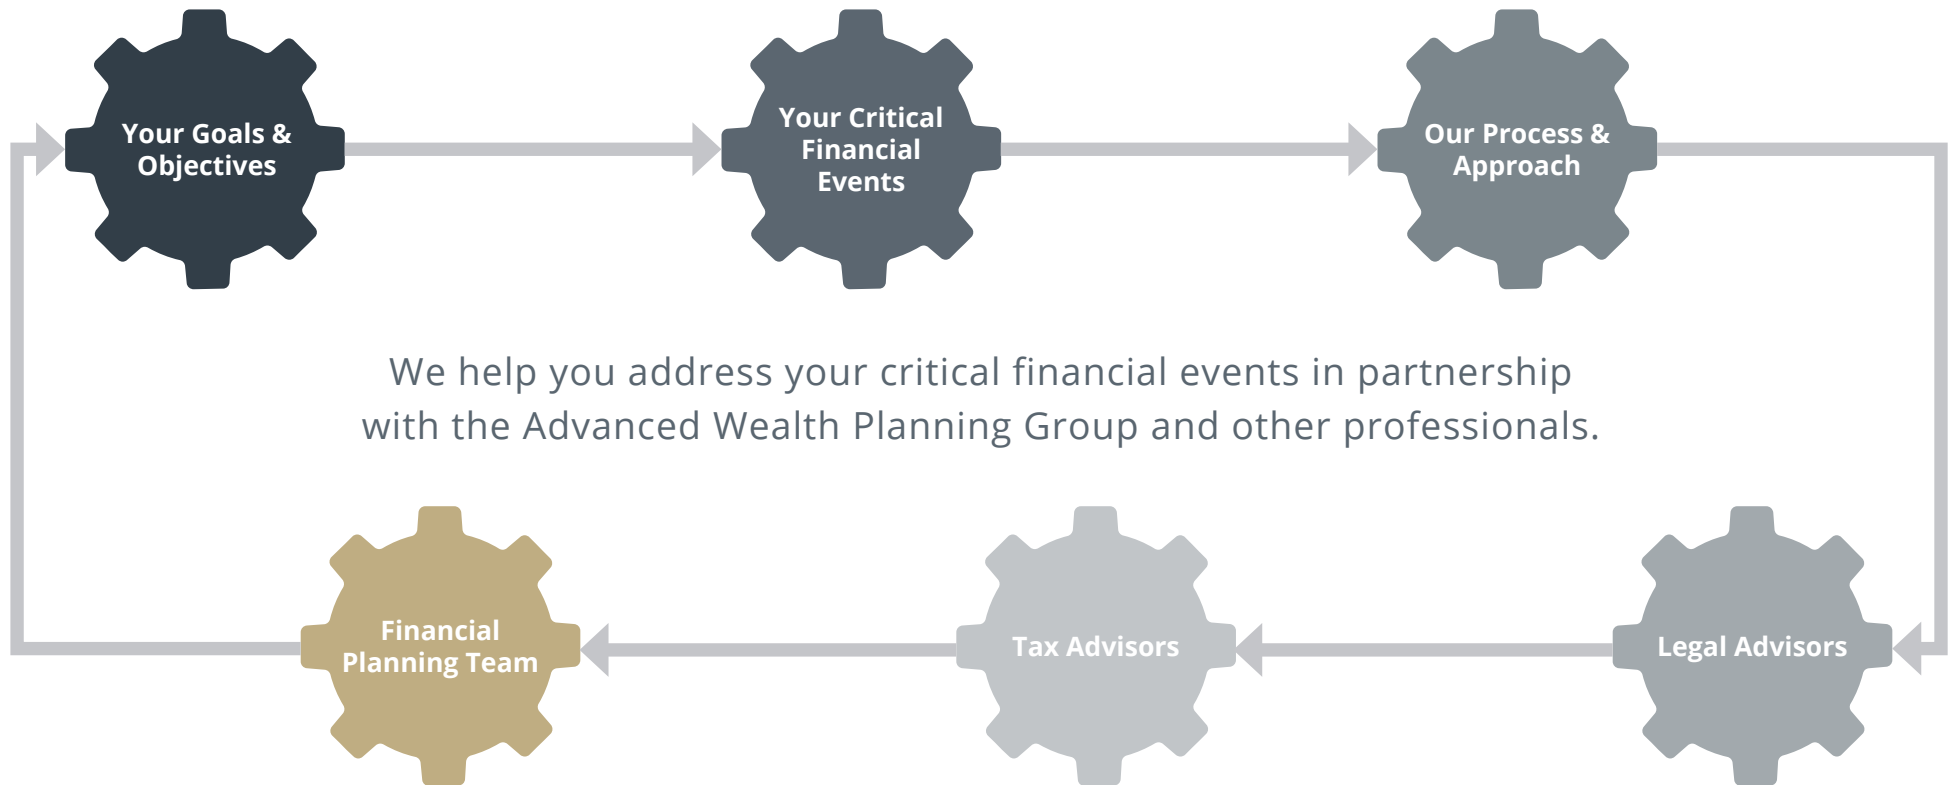 Your Goals &
Objectives
Your Critical
Financial
Events
Our Process &
Approach
We help you address your critical financial events in partnership
with the Advanced Wealth Planning Group and other professionals.
Financial
Planning Team
Tax Advisors
Legal Advisors